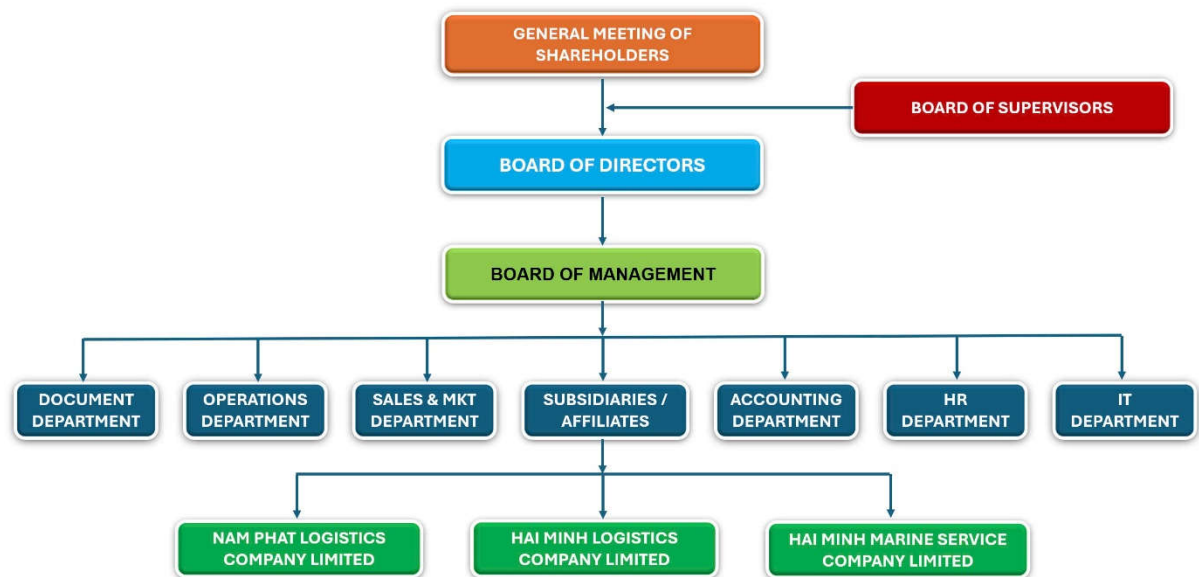 GENERAL MEETING OF
SHAREHOLDERS
BOARD OF SUPERVISORS
BOARD OF DIRECTORS
BOARD OF MANAGEMENT
DOCUMENT
DEPARTMENT
OPERATIONS
DEPARTMENT
SALES & MKT
DEPARTMENT
SUBSIDIARIES /
AFFILIATES
ACCOUNTING
DEPARTMENT
HR
DEPARTMENT
IT
DEPARTMENT
NAM PHAT LOGISTICS
COMPANY LIMITED
HAI MINH LOGISTICS
COMPANY LIMITED
HAI MINH MARINE SERVICE
COMPANY LIMITED